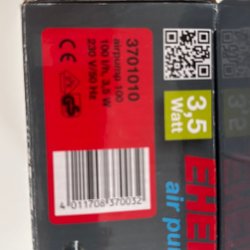 3701010
airpump 100
100 l/h, 3.5 W
230 V/50 Hz
4 011708 370032
3,5
Watt
EHE
air pu